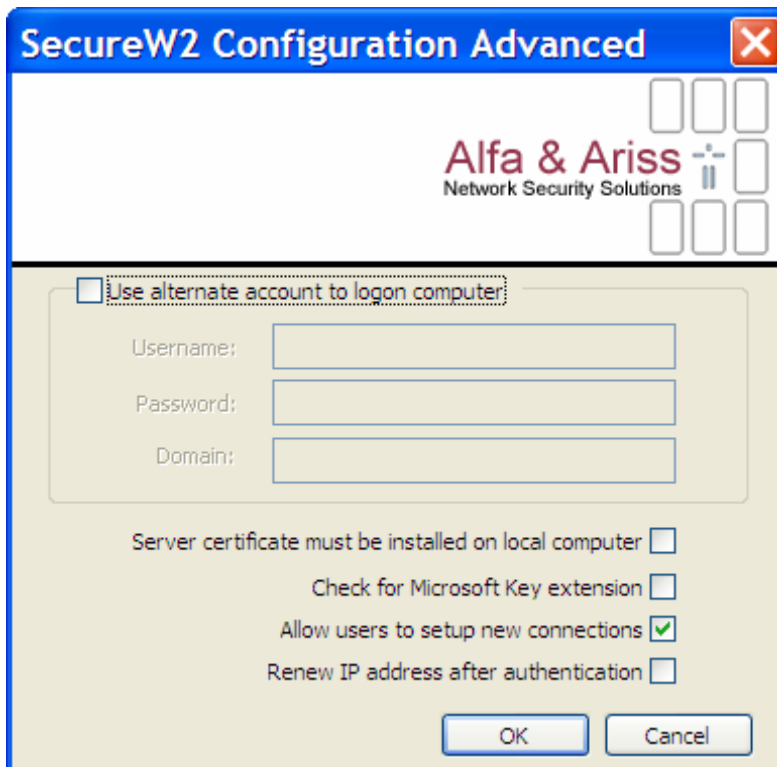 SecureW2 Configuration Advanced
Alfa & Ariss
Network Security Solutions
Use alternate account to logon computer
Username:
Password:
Domain:
Server certificate must be installed on local computer
Check for Microsoft Key extension
Allow users to setup new connections
Renew IP address after authentication
OK Cancel